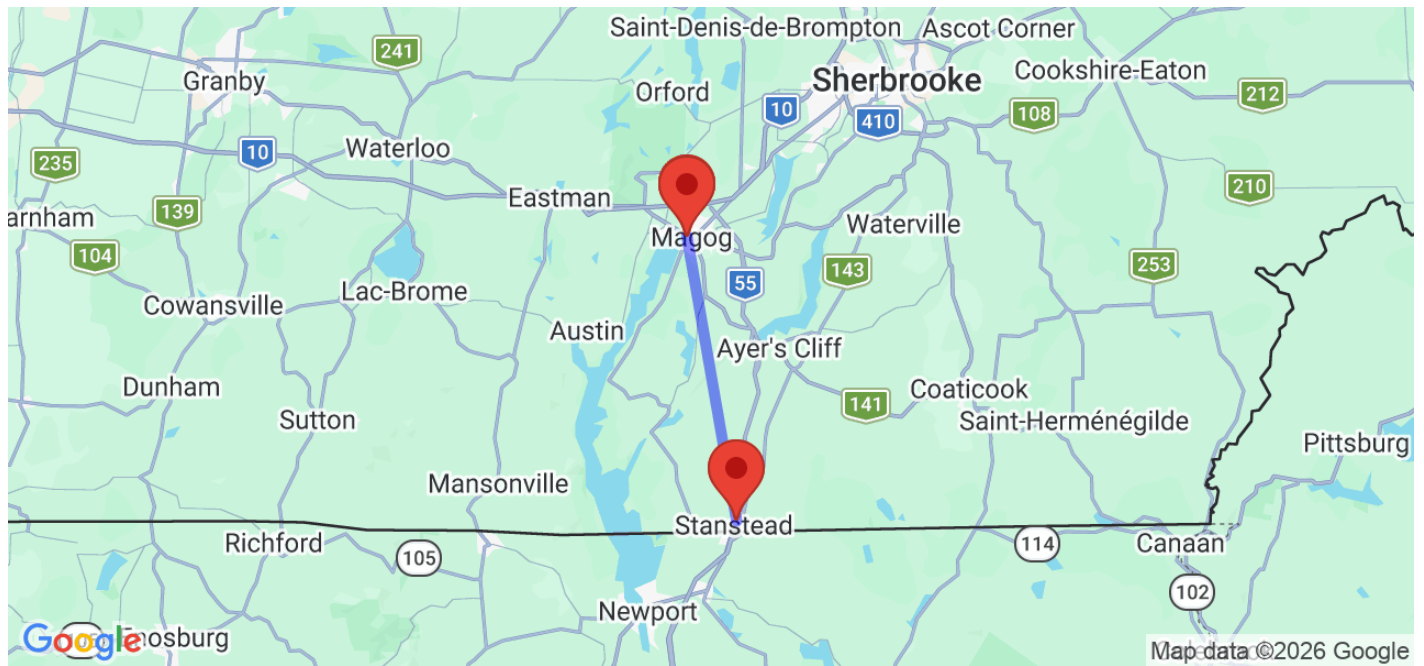 Saint-Denis-de-Brompton
Ascot Corner
241
Granby
Orford
Sherbrooke
Cookshire-Eaton
212
10
108
410
Waterloo
10
235
Eastman
210
139
arnham
Magog
Waterville
104
55
143
253
Cowansville
Lac-Brome
Austin
Ayer's Cliff
Dunham
Coaticook
141
Sutton
Saint-Herménégilde
Pittsburg
Mansonville
Stanstead
Richford
105
114
Canaan
102
Newport
Google
nosburg
Map data ©2026 Google